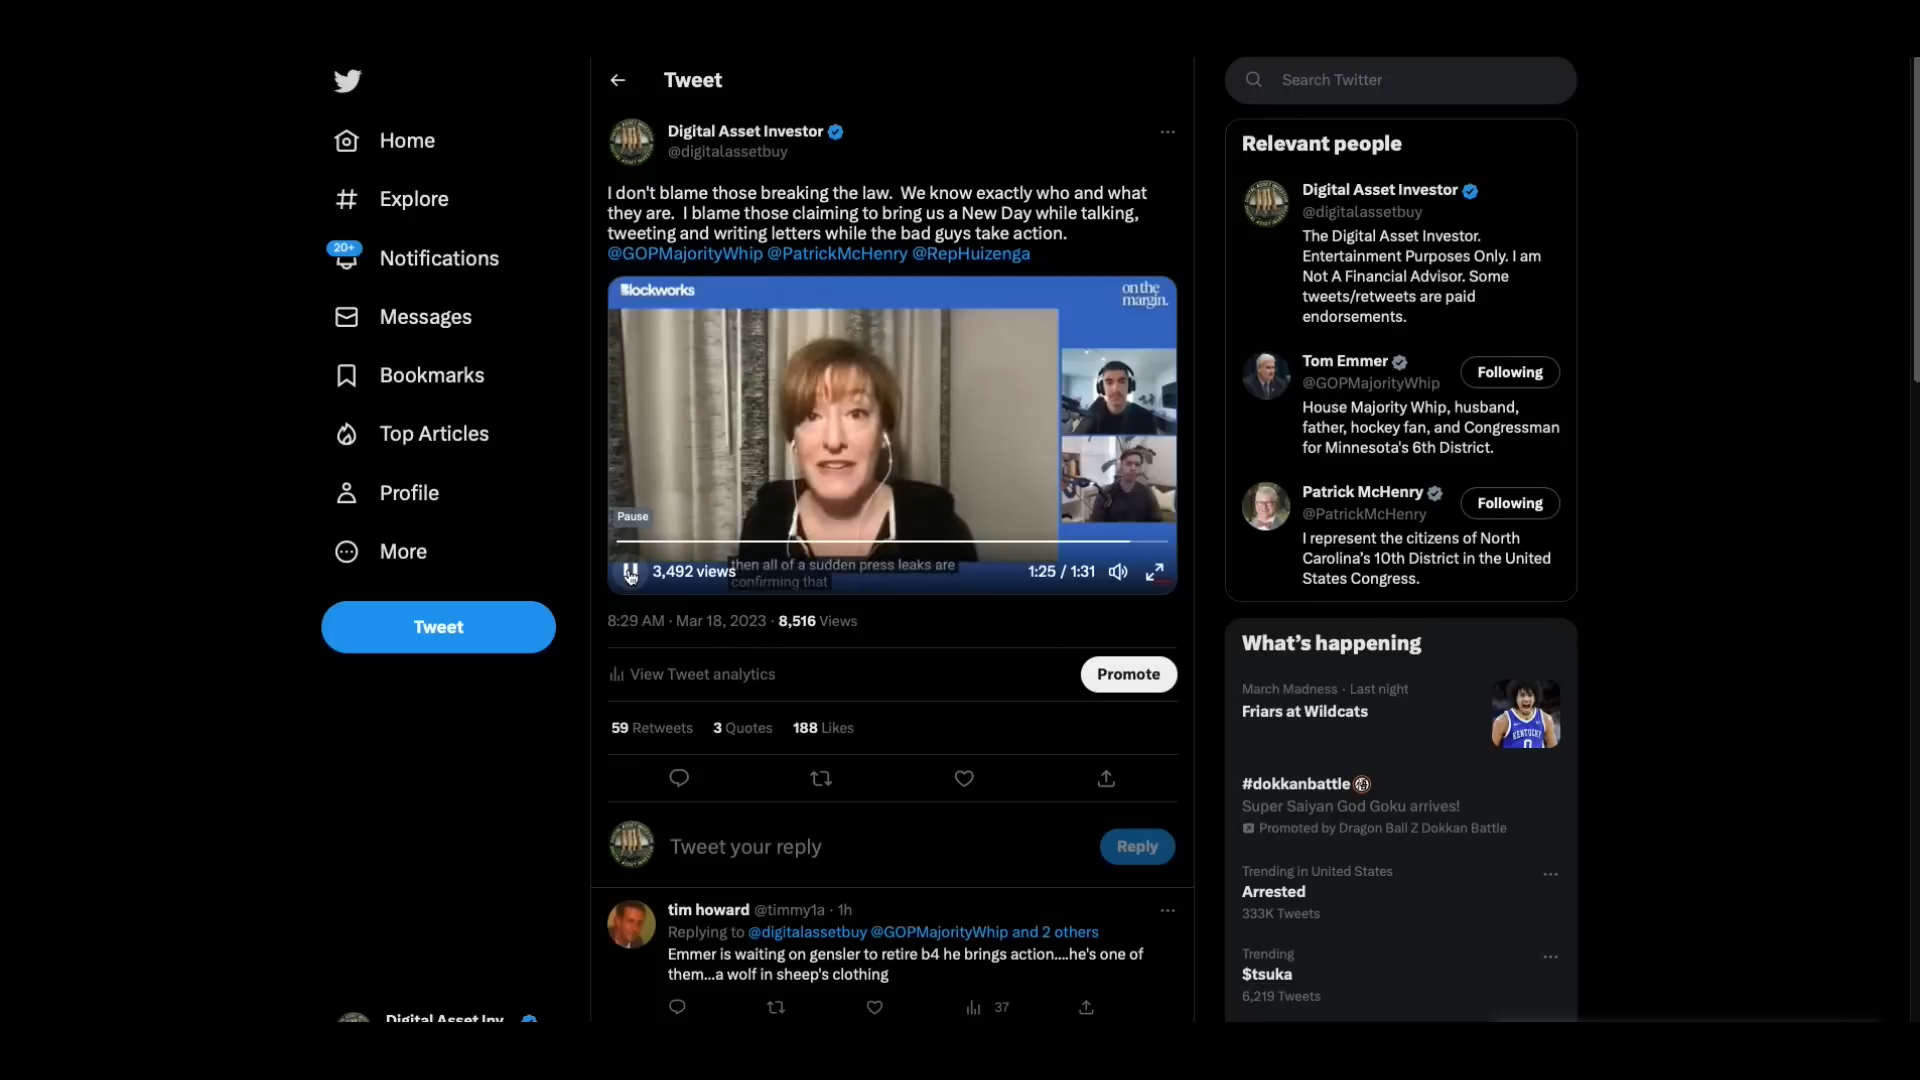 Home
Explore
20+
Notifications
Messages
Bookmarks
Top Articles
Profile
More
Tweet
Digital Asset Inv
Tweet
Digital Asset Investor
@digitalassetbuy
I don't blame those breaking the law. We know exactly who and what
they are. I blame those claiming to bring us a New Day while talking,
tweeting and writing letters while the bad guys take action.
@GOPMajorityWhip @PatrickMcHenry @RepHuizenga
Blockworks
on the
margin.
Pause
then all of a sudden press leaks are
confirming that
3,492 views
1:25 / 1:31
8:29 AM · Mar 18, 2023 · 8,516 Views
View Tweet analytics
Promote
59 Retweets 3 Quotes 188 Likes
Tweet your reply
Reply
tim howard @timmy1a · 1h
Replying to @digitalassetbuy @GOPMajorityWhip and 2 others
Emmer is waiting on gensler to retire b4 he brings action....he's one of
them...a wolf in sheep's clothing
37
Search Twitter
Relevant people
Digital Asset Investor
@digitalassetbuy
The Digital Asset Investor.
Entertainment Purposes Only. I am
Not A Financial Advisor. Some
tweets/retweets are paid
endorsements.
Tom Emmer
@GOPMajorityWhip
Following
House Majority Whip, husband,
father, hockey fan, and Congressman
for Minnesota's 6th District.
Patrick McHenry
@PatrickMcHenry
Following
I represent the citizens of North
Carolina's 10th District in the United
States Congress.
What's happening
March Madness · Last night
Friars at Wildcats
KENTUCKY
0
#dokkanbattle
Super Saiyan God Goku arrives!
Promoted by Dragon Ball Z Dokkan Battle
Trending in United States
Arrested
333K Tweets
Trending
$tsuka
6,219 Tweets